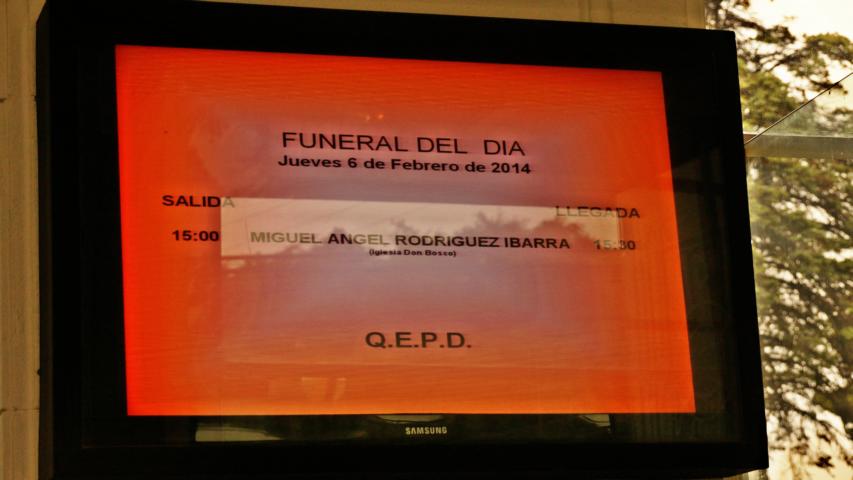 FUNERAL DEL DIA
Jueves 6 de Febrero de 2014
SALIDA LLEGADA
15:00 MIGUEL ANGEL RODRIGUEZ IBARRA 15:30
(Iglesia Don Bosco)
Q.E.P.D.
SAMSUNG